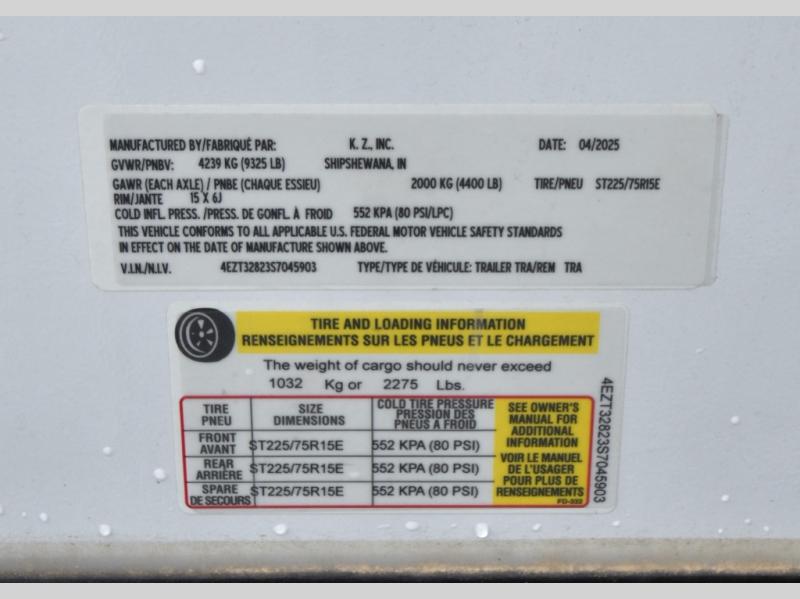 MANUFACTURED BY/FABRIQUÉ PAR: K. Z., INC. DATE: 04/2025
GVWR/PNBV: 4239 KG (9325 LB) SHIPSHEWANA, IN
GAWR (EACH AXLE) / PNBE (CHAQUE ESSIEU) 2000 KG (4400 LB) TIRE/PNEU ST225/75R15E
RIM/JANTE 15 X 6J
COLD INFL. PRESS. /PRESS. DE GONFL. À FROID 552 KPA (80 PSI/LPC)
THIS VEHICLE CONFORMS TO ALL APPLICABLE U.S. FEDERAL MOTOR VEHICLE SAFETY STANDARDS
IN EFFECT ON THE DATE OF MANUFACTURE SHOWN ABOVE.
V.I.N./N.I.V. 4EZT32823S7045903 TYPE/TYPE DE VÉHICULE: TRAILER TRA/REM TRA
TIRE AND LOADING INFORMATION
RENSEIGNEMENTS SUR LES PNEUS ET LE CHARGEMENT
The weight of cargo should never exceed
1032 Kg or 2275 Lbs.
TIRE
PNEU
SIZE
DIMENSIONS
COLD TIRE PRESSURE
PRESSION DES
PNEUS A FROID
FRONT
AVANT
ST225/75R15E
552 KPA (80 PSI)
REAR
ARRIÈRE
ST225/75R15E
552 KPA (80 PSI)
SPARE
DE SECOURS
ST225/75R15E
552 KPA (80 PSI)
SEE OWNER'S
MANUAL FOR
ADDITIONAL
INFORMATION
VOIR LE MANUEL
DE L'USAGER
POUR PLUS DE
RENSEIGNEMENTS
FD-332
4EZT32823S7045903